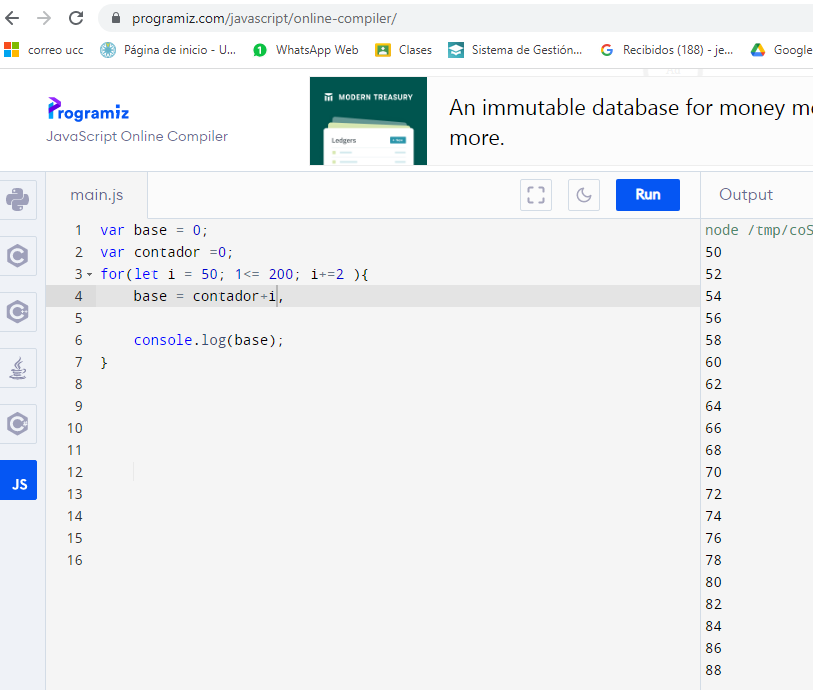 programiz.com/javascript/online-compiler/
correo ucc Página de inicio - U... WhatsApp Web Clases Sistema de Gestión... Recibidos (188) - je... Google
Programiz
JavaScript Online Compiler
MODERN TREASURY
Ledgers
An immutable database for money m
more.
main.js Run Output
1 var base = 0;
2 var contador =0;
3 for(let i = 50; 1<= 200; i+=2 ){
4 base = contador+i,
5
6 console.log(base);
7 }
8
9
10
11
12
13
14
15
16
JS
node /tmp/coS
50
52
54
56
58
60
62
64
66
68
70
72
74
76
78
80
82
84
86
88